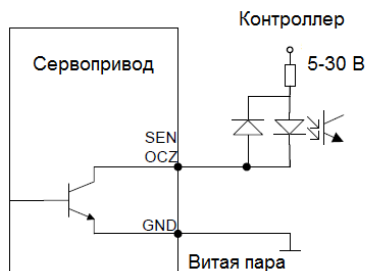 Контроллер
5-30 В
Сервопривод
SEN
OCZ
GND
Витая пара